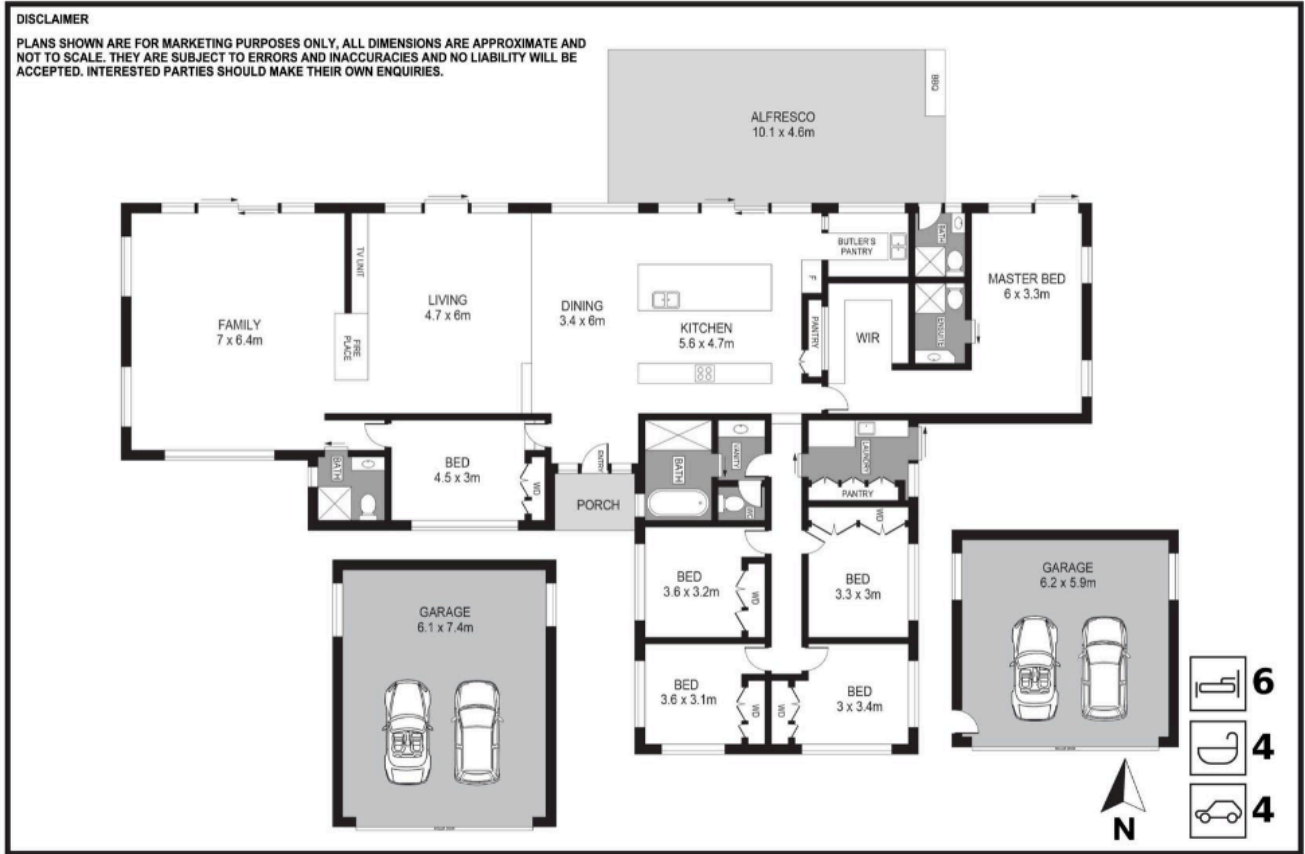 DISCLAIMER
PLANS SHOWN ARE FOR MARKETING PURPOSES ONLY, ALL DIMENSIONS ARE APPROXIMATE AND
NOT TO SCALE. THEY ARE SUBJECT TO ERRORS AND INACCURACIES AND NO LIABILITY WILL BE
ACCEPTED. INTERESTED PARTIES SHOULD MAKE THEIR OWN ENQUIRIES.
BBQ
ALFRESCO
10.1 x 4.6m
TV UNIT
FIRE
PLACE
FAMILY
7 x 6.4m
LIVING
4.7 x 6m
DINING
3.4 x 6m
KITCHEN
5.6 x 4.7m
F
PANTRY
BUTLER'S
PANTRY
BATH
ENSUITE
WIR
MASTER BED
6 x 3.3m
BATH
BED
4.5 x 3m
WD
ENTRY
PORCH
BATH
VANITY
WC
LAUNDRY
PANTRY
BED
3.6 x 3.2m
WD
WD
BED
3.3 x 3m
BED
3.6 x 3.1m
WD
WD
BED
3 x 3.4m
GARAGE
6.1 x 7.4m
GARAGE
6.2 x 5.9m
6
4
4
N